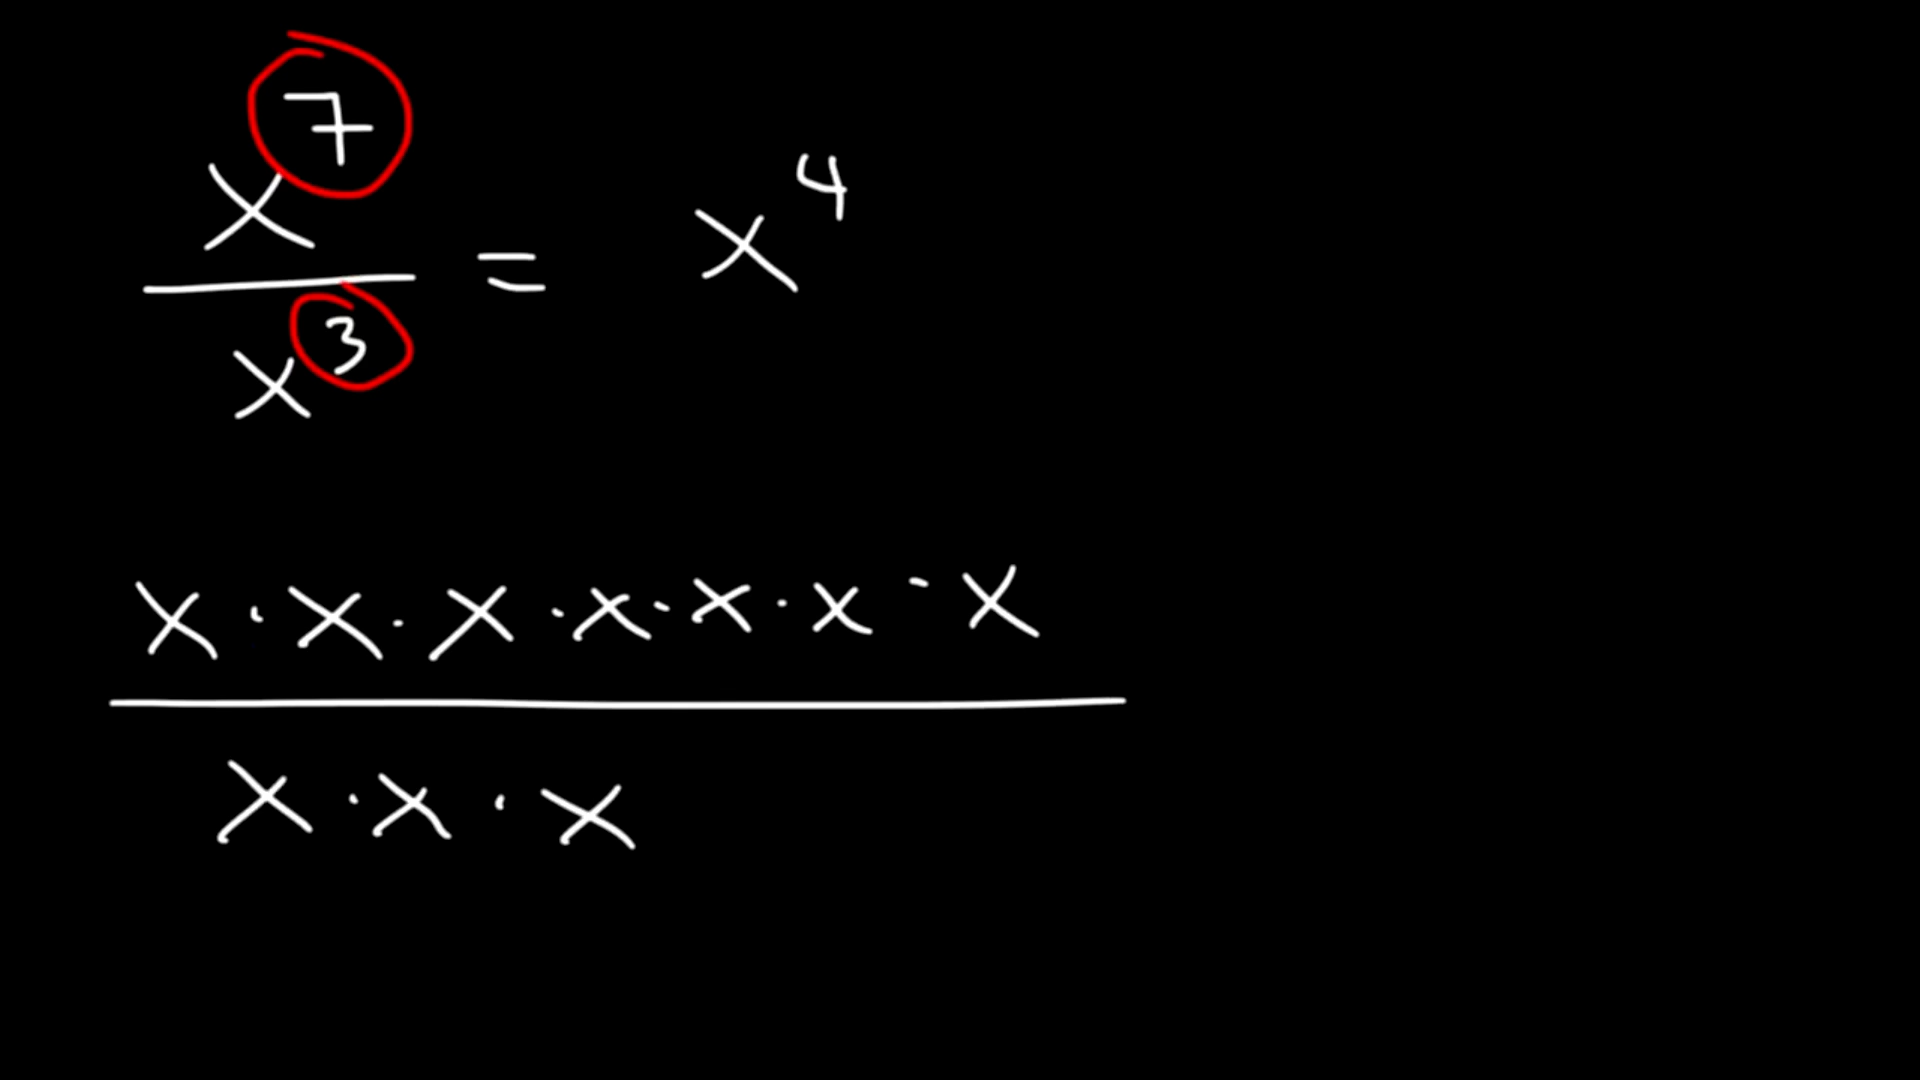 x^7 / x^3 = x^4
x · x · x · x · x · x · x
x · x · x